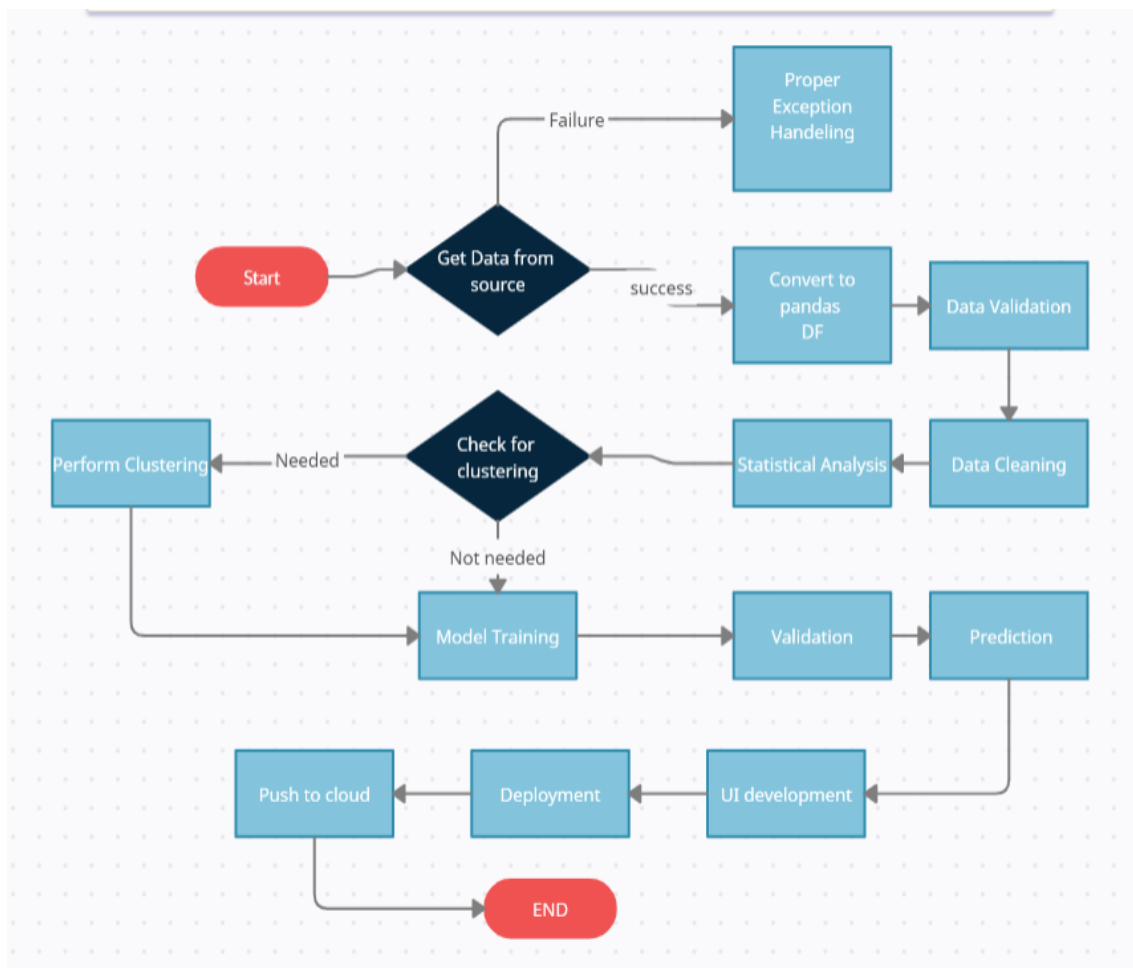 Proper
Exception
Handeling
Failure
Start
Get Data from
source
success
Convert to
pandas
DF
Data Validation
Perform Clustering
Needed
Check for
clustering
Statistical Analysis
Data Cleaning
Not needed
Model Training
Validation
Prediction
Push to cloud
Deployment
UI development
END